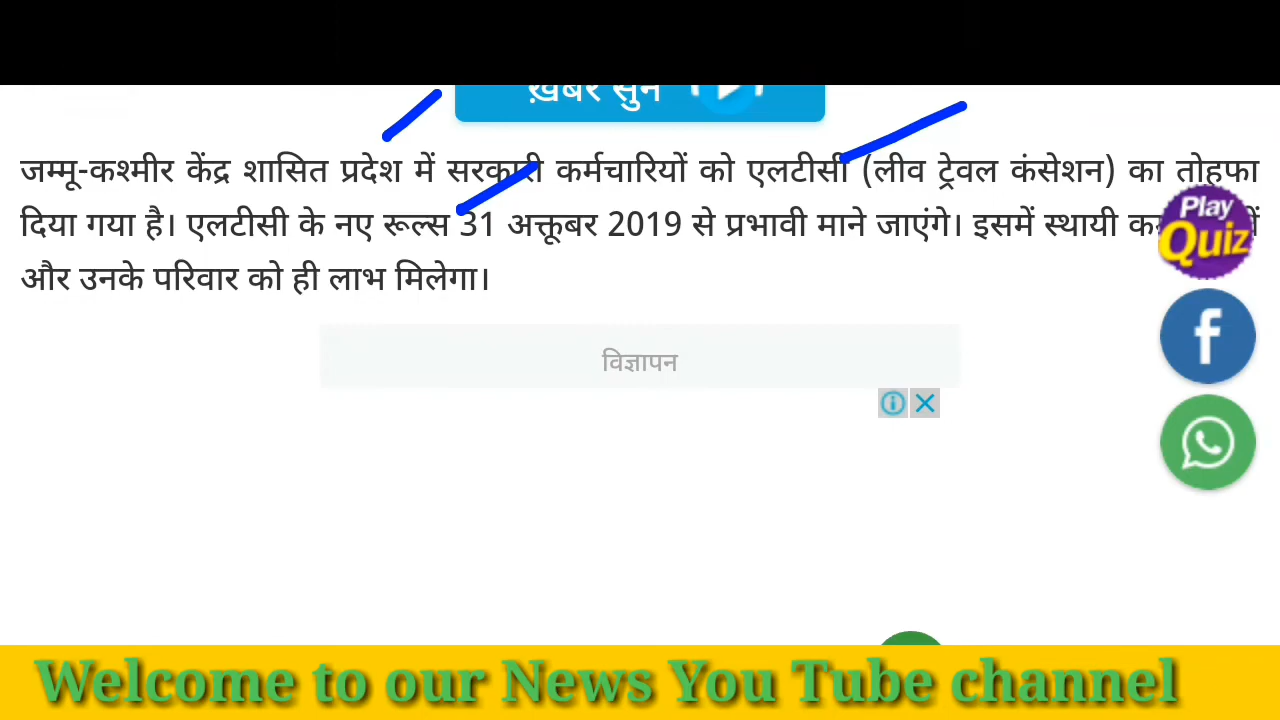 ख़बर सुनें
जम्मू-कश्मीर केंद्र शासित प्रदेश में सरकारी कर्मचारियों को एलटीसी (लीव ट्रेवल कंसेशन) का तोहफा
दिया गया है। एलटीसी के नए रूल्स 31 अक्तूबर 2019 से प्रभावी माने जाएंगे। इसमें स्थायी
और उनके परिवार को ही लाभ मिलेगा।
Play
Quiz
f
विज्ञापन
Welcome to our News You Tube channel